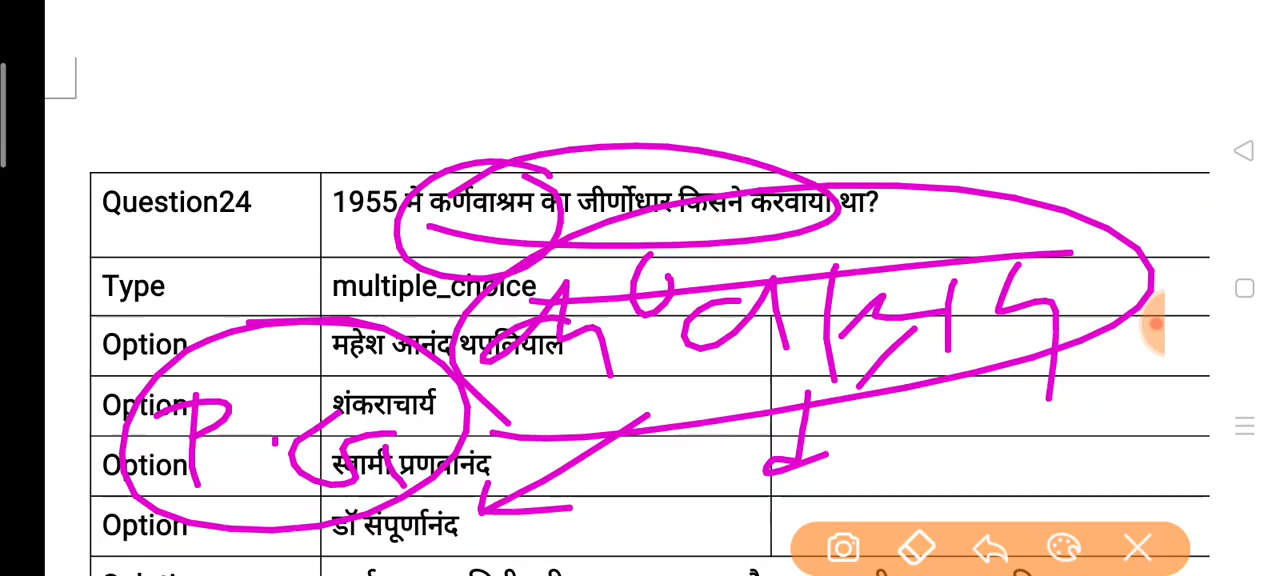 Question24 1955 मे कर्णवाश्रम का जीर्णोधार किसने करवाया था?
Type multiple_choice
Option महेश आनंद थपलियाल
Option शंकराचार्य
Option स्वामी प्रणवानंद
Option डॉ संपूर्णानंद